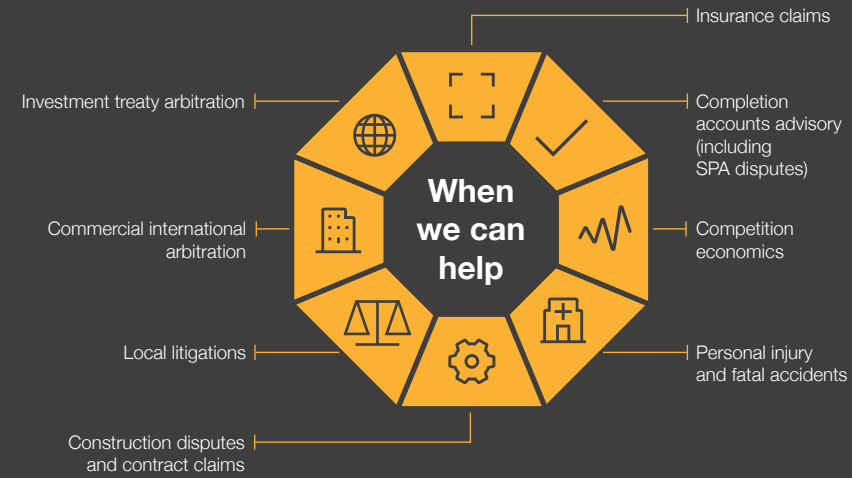 Insurance claims
Completion
accounts advisory
(including
SPA disputes)
Competition
economics
Personal injury
and fatal accidents
Construction disputes
and contract claims
Local litigations
Commercial international
arbitration
Investment treaty arbitration
When
we can
help